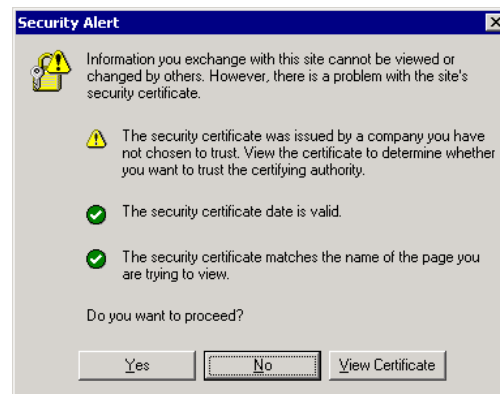 Security Alert
Information you exchange with this site cannot be viewed or
changed by others. However, there is a problem with the site's
security certificate.
The security certificate was issued by a company you have
not chosen to trust. View the certificate to determine whether
you want to trust the certifying authority.
The security certificate date is valid.
The security certificate matches the name of the page you
are trying to view.
Do you want to proceed?
Yes No View Certificate